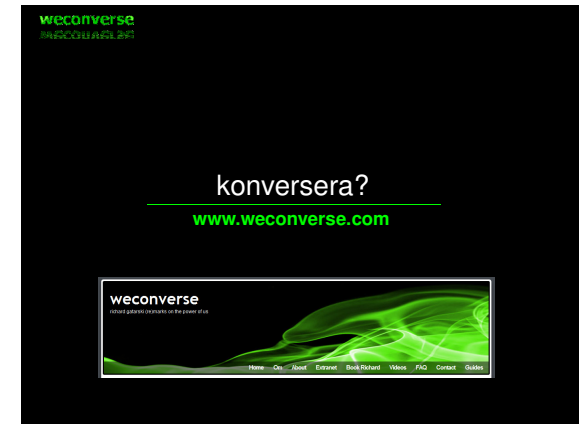 weconverse
konversera?
www.weconverse.com
weconverse
richard gatarski (re)marks on the power of us
Home Om About Extranet Book Richard Videos FAQ Contact Guides